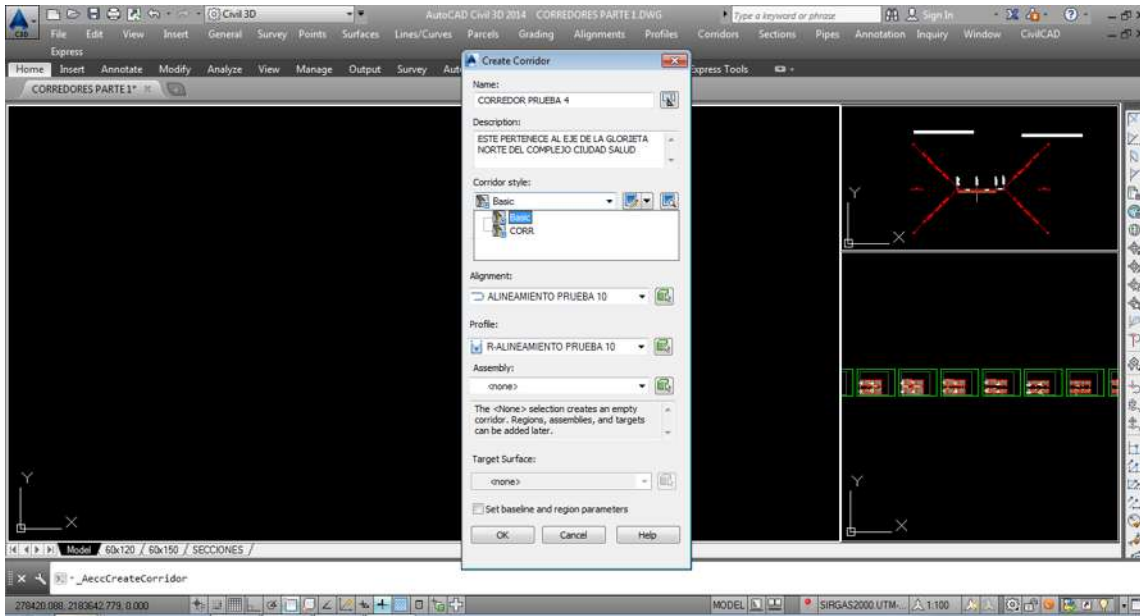 Civil 3D
AutoCAD Civil 3D 2014 CORREDORES PARTE 1.DWG
Type a keyword or phrase
Sign In
File Edit View Insert General Survey Points Surfaces Lines/Curves Parcels Grading Alignments Profiles Corridors Sections Pipes Annotation Inquiry Window CivilCAD
Express
Home Insert Annotate Modify Analyze View Manage Output Survey Express Tools
CORREDORES PARTE 1*
Create Corridor
Name:
CORREDOR PRUEBA 4
Description:
ESTE PERTENECE AL EJE DE LA GLORIETA
NORTE DEL COMPLEJO CIUDAD SALUD
Corridor style:
Basic
Basic
CORR
Alignment:
ALINEAMIENTO PRUEBA 10
Profile:
R-ALINEAMIENTO PRUEBA 10
Assembly:
<none>
The <None> selection creates an empty
corridor. Regions, assemblies, and targets
can be added later.
Target Surface:
<none>
Set baseline and region parameters
OK Cancel Help
Y
X
Y
X
Y
X
Model 60x120 60x150 SECCIONES
_AeccCreateCorridor
278420.088, 2183642.779, 0.000
MODEL
SIRGAS2000.UTM-...
1:100